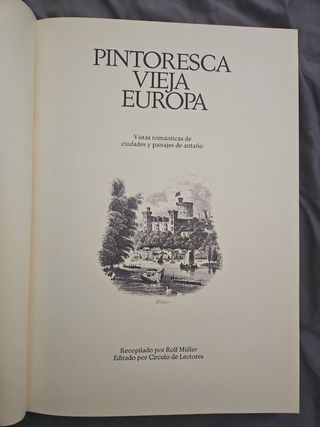 PINTORESCA
VIEJA
EUROPA
Vistas románticas de
ciudades y paisajes de antaño
Windsor
Recopilado por Rolf Müller
Editado por Círculo de Lectores